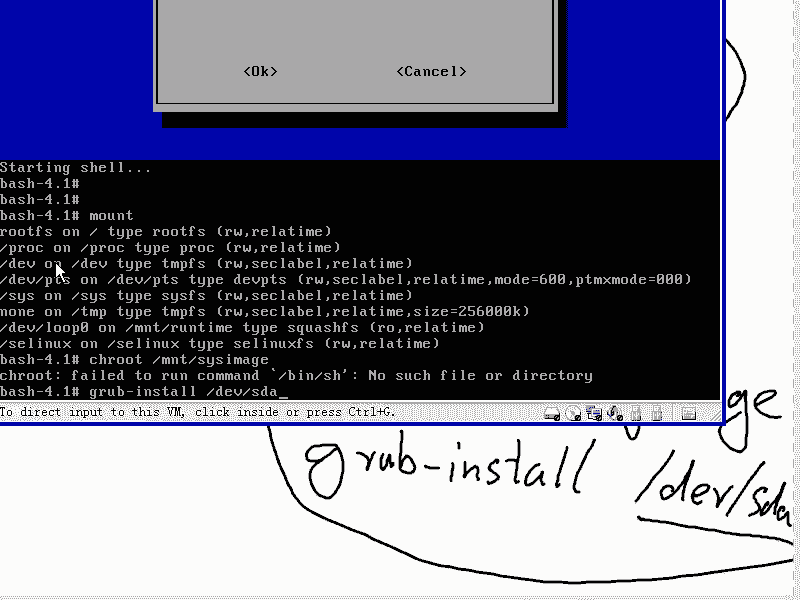 <Ok> <Cancel>
Starting shell...
bash-4.1#
bash-4.1#
bash-4.1# mount
rootfs on / type rootfs (rw,relatime)
/proc on /proc type proc (rw,relatime)
/dev on /dev type tmpfs (rw,seclabel,relatime)
/dev/pts on /dev/pts type devpts (rw,seclabel,relatime,mode=600,ptmxmode=000)
/sys on /sys type sysfs (rw,relatime)
none on /tmp type tmpfs (rw,seclabel,relatime,size=256000k)
/dev/loop0 on /mnt/runtime type squashfs (ro,relatime)
/selinux on /selinux type selinuxfs (rw,relatime)
bash-4.1# chroot /mnt/sysimage
chroot: failed to run command `/bin/sh': No such file or directory
bash-4.1# grub-install /dev/sda_
To direct input to this VM, click inside or press Ctrl+G.
grub-install /dev/sda